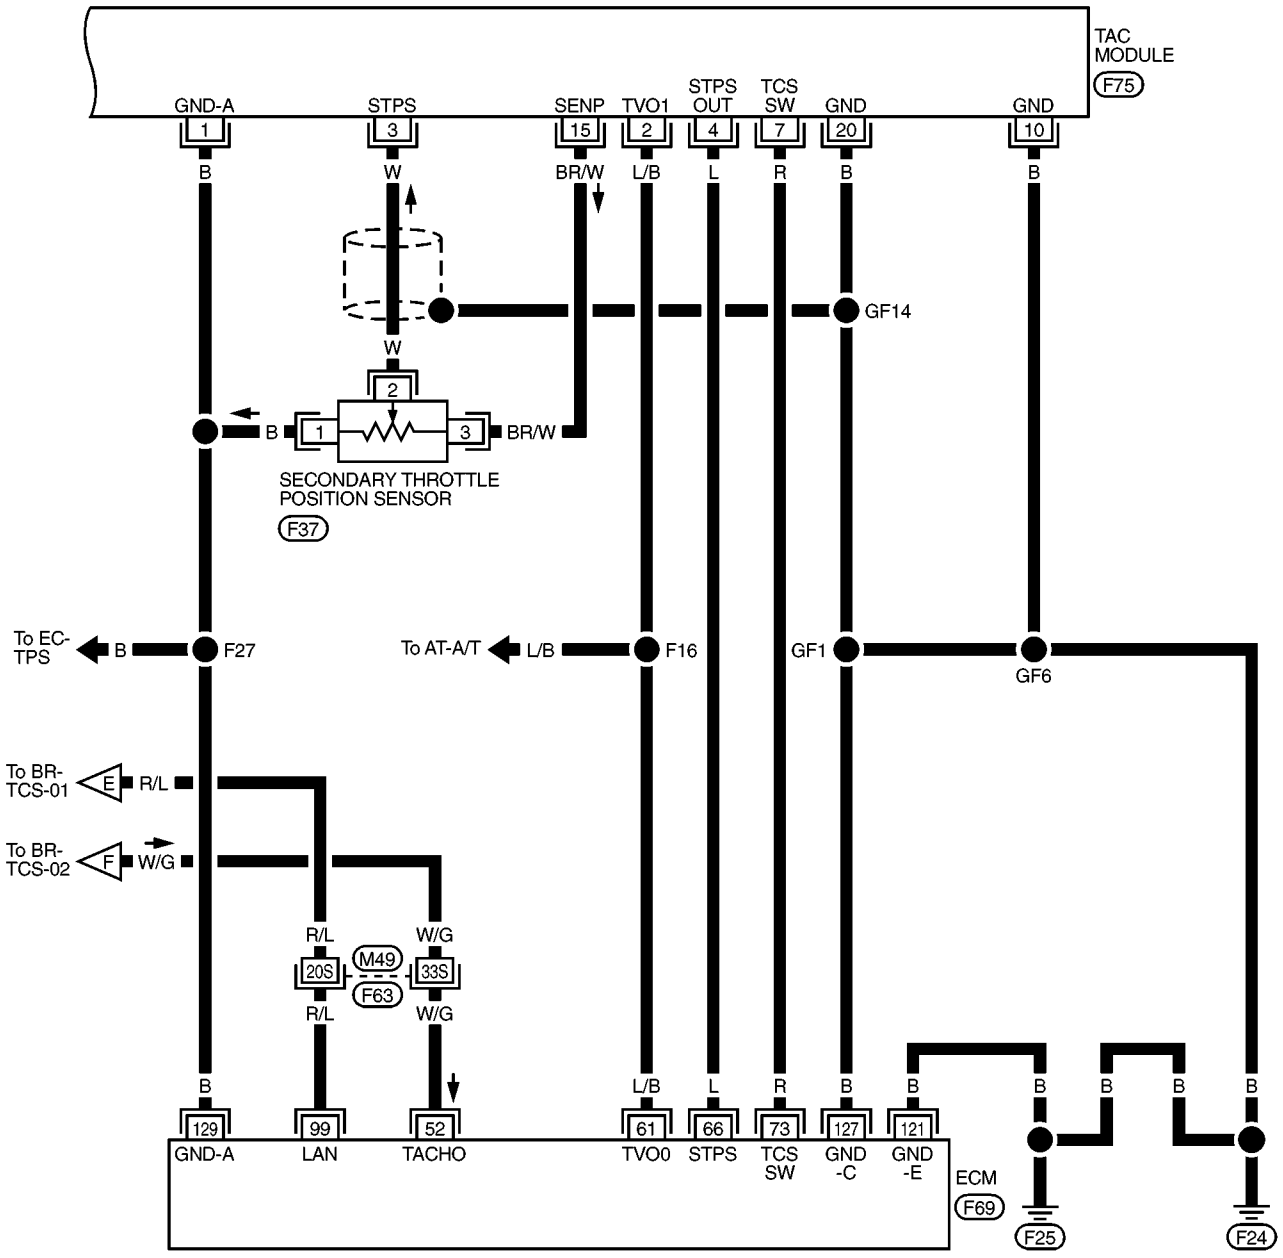 TAC
MODULE
F75
GND-A
STPS
SENP
TVO1
STPS
OUT
TCS
SW
GND
GND
1
3
15
2
4
7
20
10
B
W
BR/W
L/B
L
R
B
B
GF14
W
2
B
1
3
BR/W
SECONDARY THROTTLE
POSITION SENSOR
F37
To EC-
TPS
B
F27
To AT-A/T
L/B
F16
GF1
GF6
To BR-
TCS-01
E
R/L
To BR-
TCS-02
F
W/G
R/L
W/G
20S
M49
F63
33S
R/L
W/G
B
L/B
L
R
B
B
B
B
B
B
129
99
52
61
66
73
127
121
GND-A
LAN
TACHO
TVO0
STPS
TCS
SW
GND
-C
GND
-E
ECM
F69
F25
F24